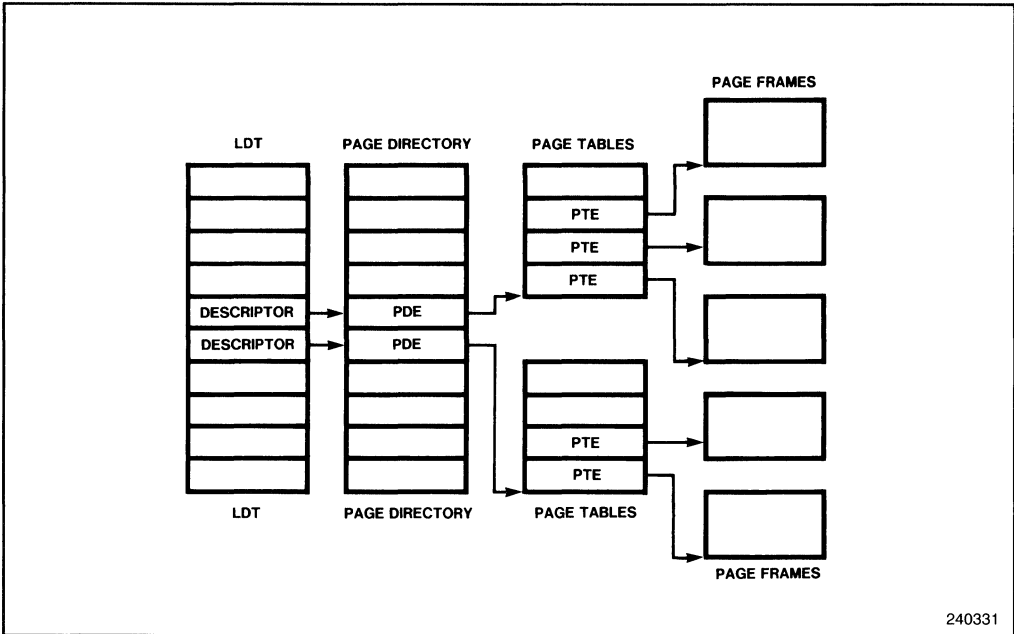 PAGE FRAMES
LDT
PAGE DIRECTORY
PAGE TABLES
PTE
PTE
PTE
DESCRIPTOR
PDE
DESCRIPTOR
PDE
PTE
PTE
LDT
PAGE DIRECTORY
PAGE TABLES
PAGE FRAMES
240331